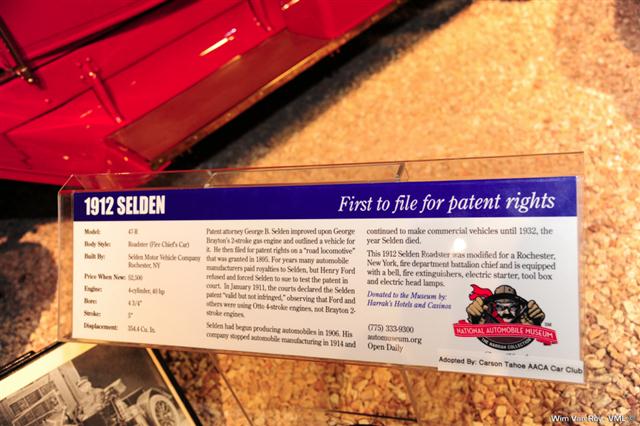 1912 SELDEN
First to file for patent rights
Model: 47-R
Body Style: Roadster (Fire Chief's Car)
Built By: Selden Motor Vehicle Company
Rochester, NY
Price When New: $2,500
Engine: 4-cylinder, 40 hp
Bore: 4 3/4"
Stroke: 5"
Displacement: 354.4 Cu. In.
Patent attorney George B. Selden improved upon George
Brayton's 2-stroke gas engine and outlined a vehicle for
it. He then filed for patent rights on a "road locomotive"
that was granted in 1895. For years many automobile
manufacturers paid royalties to Selden, but Henry Ford
refused and forced Selden to sue to test the patent in
court. In January 1911, the courts declared the Selden
patent "valid but not infringed," observing that Ford and
others were using Otto 4-stroke engines, not Brayton 2-
stroke engines.
Selden had begun producing automobiles in 1906. His
company stopped automobile manufacturing in 1914 and
continued to make commercial vehicles until 1932, the
year Selden died.
This 1912 Selden Roadster was modified for a Rochester,
New York, fire department battalion chief and is equipped
with a bell, fire extinguishers, electric starter, tool box
and electric head lamps.
Donated to the Museum by:
Harrah's Hotels and Casinos
(775) 333-9300
automuseum.org
Open Daily
NATIONAL AUTOMOBILE MUSEUM
THE HARRAH COLLECTION
Adopted By: Carson Tahoe AACA Car Club
Wim Van Roy, VML